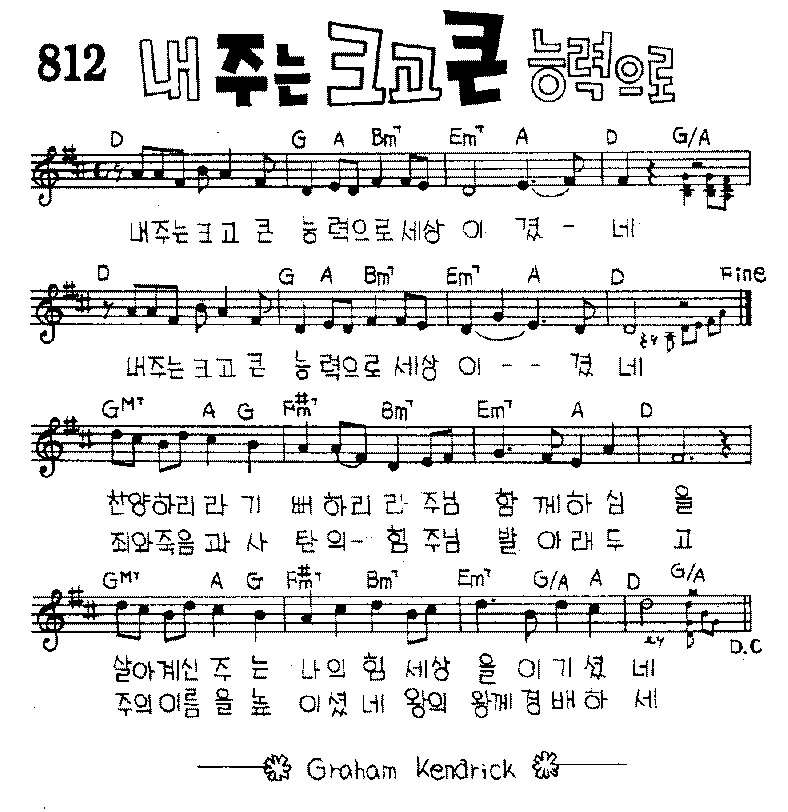 812 내 주는 크고 큰 능력으로
D G A Bm7 Em7 A D G/A
내주는크고 큰 능력으로세상 이 겼 - 네
D G A Bm7 Em7 A D Fine
내주는크고 큰 능력으로 세상 이 - - 겼 네
GM7 A G F#m7 Bm7 Em7 A D
찬양하리라 기 뻐하리라 주님 함께하심 을
죄와죽음과 사 탄의- 힘 주님 발 아래 두 고
GM7 A G F#m7 Bm7 Em7 G/A A D G/A
D.C
살아계신 주 는 나의 힘 세상 을 이기셨 네
주의이름 을 높 이셨네 왕의 왕께 경배하 세
Graham Kendrick